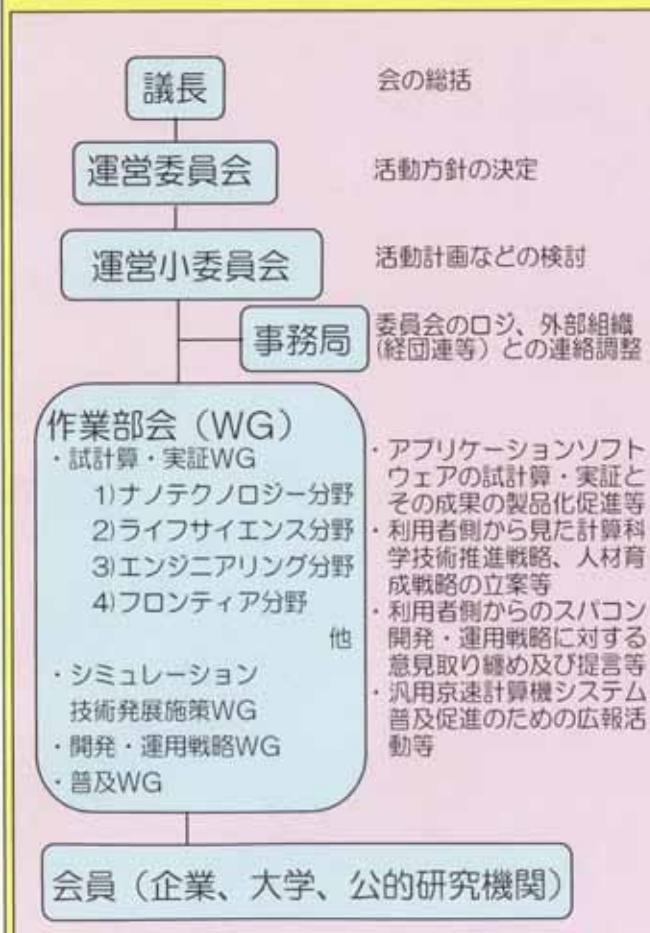 議長
会の総括
運営委員会
活動方針の決定
運営小委員会
活動計画などの検討
事務局
委員会のロジ、外部組織
(経団連等）との連絡調整
作業部会（WG）
・試計算・実証WG
1)ナノテクノロジー分野
2)ライフサイエンス分野
3)エンジニアリング分野
4)フロンティア分野
他
・シミュレーション
技術発展施策WG
・開発・運用戦略WG
・普及WG
・アプリケーションソフト
ウェアの試計算・実証と
その成果の製品化促進等
・利用者側から見た計算科
学技術推進戦略、人材育
成戦略の立案等
・利用者側からのスパコン
開発・運用戦略に対する
意見取り纏め及び提言等
・汎用京速計算機システム
普及促進のための広報活
動等
会員（企業、大学、公的研究機関）